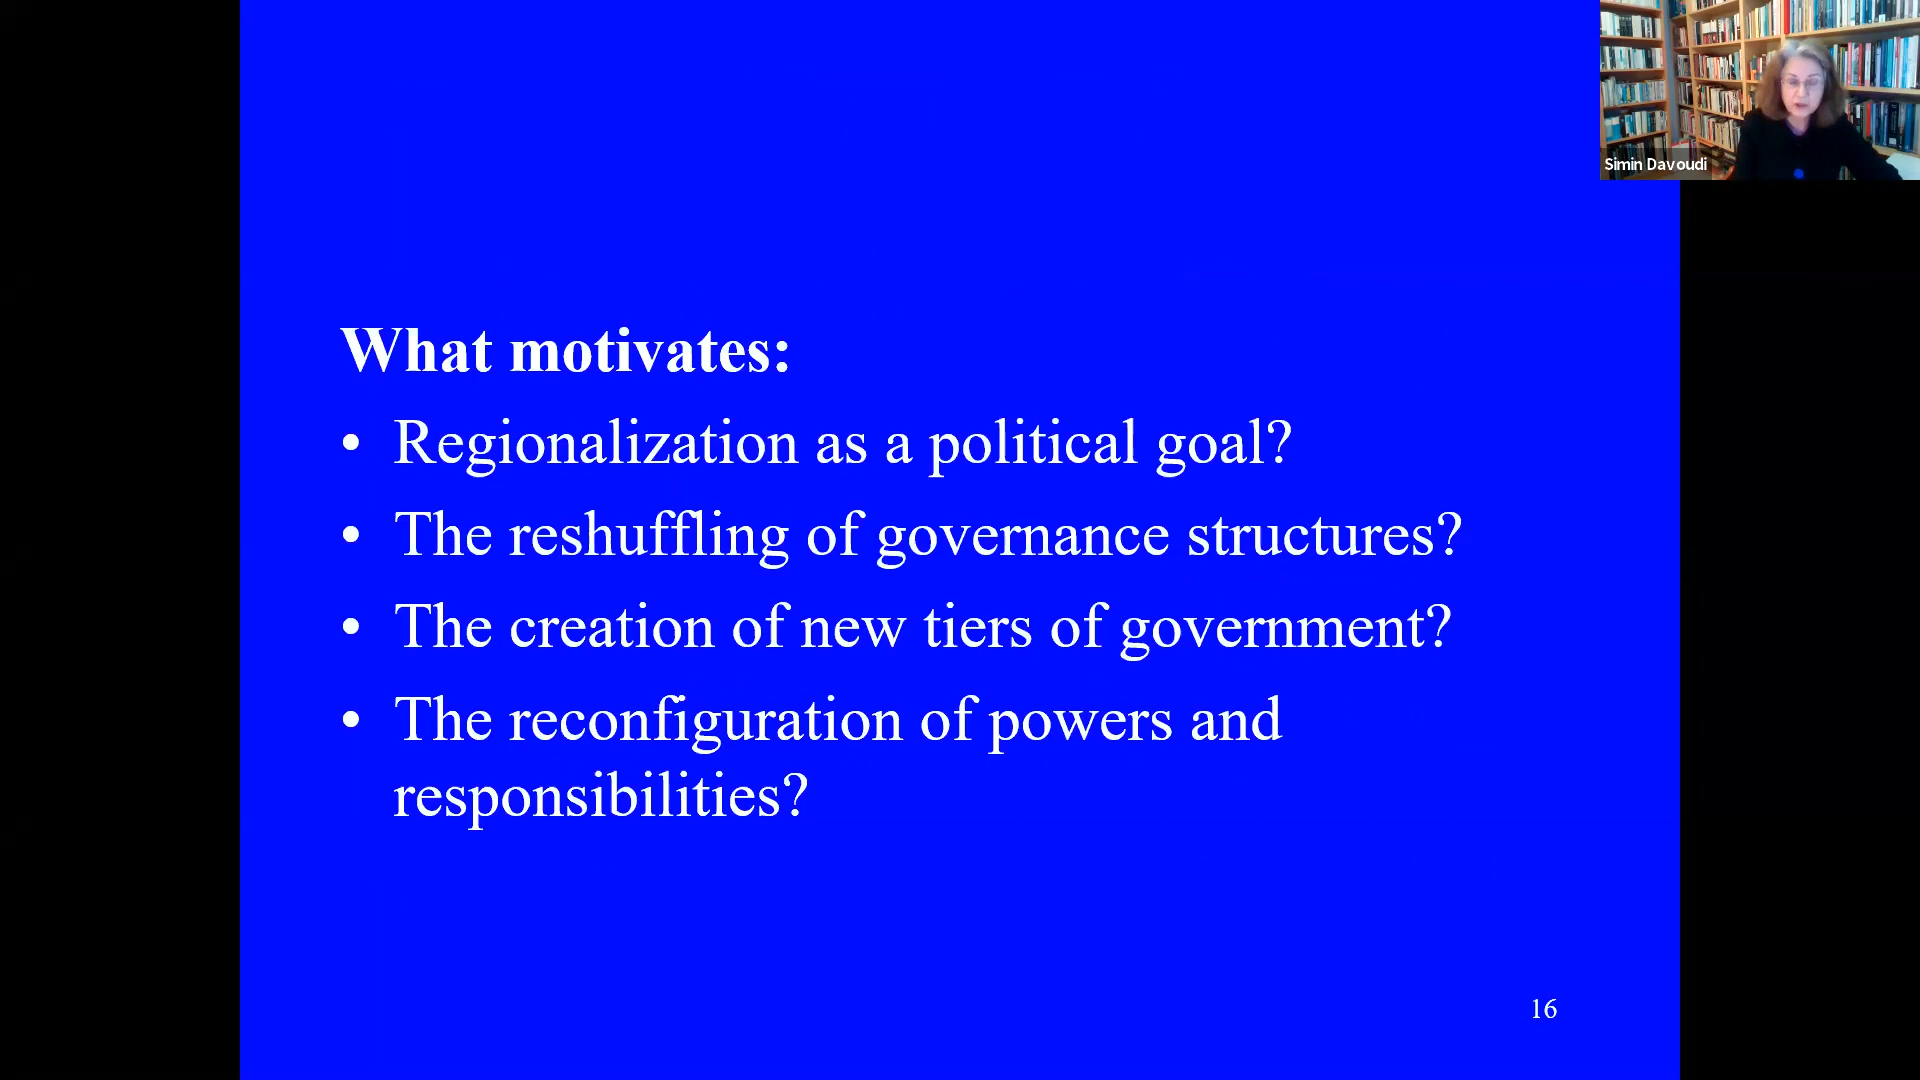 Simin Davoudi
What motivates:
• Regionalization as a political goal?
• The reshuffling of governance structures?
• The creation of new tiers of government?
• The reconfiguration of powers and
responsibilities?
16